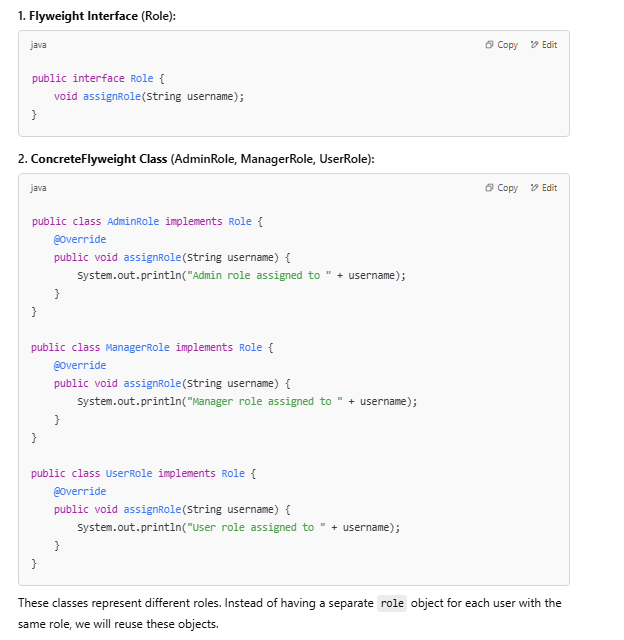 1. Flyweight Interface (Role):
java Copy Edit
public interface Role {
    void assignRole(String username);
}
2. ConcreteFlyweight Class (AdminRole, ManagerRole, UserRole):
java Copy Edit
public class AdminRole implements Role {
    @Override
    public void assignRole(String username) {
        System.out.println("Admin role assigned to " + username);
    }
}
public class ManagerRole implements Role {
    @Override
    public void assignRole(String username) {
        System.out.println("Manager role assigned to " + username);
    }
}
public class UserRole implements Role {
    @Override
    public void assignRole(String username) {
        System.out.println("User role assigned to " + username);
    }
}
These classes represent different roles. Instead of having a separate role object for each user with the
same role, we will reuse these objects.